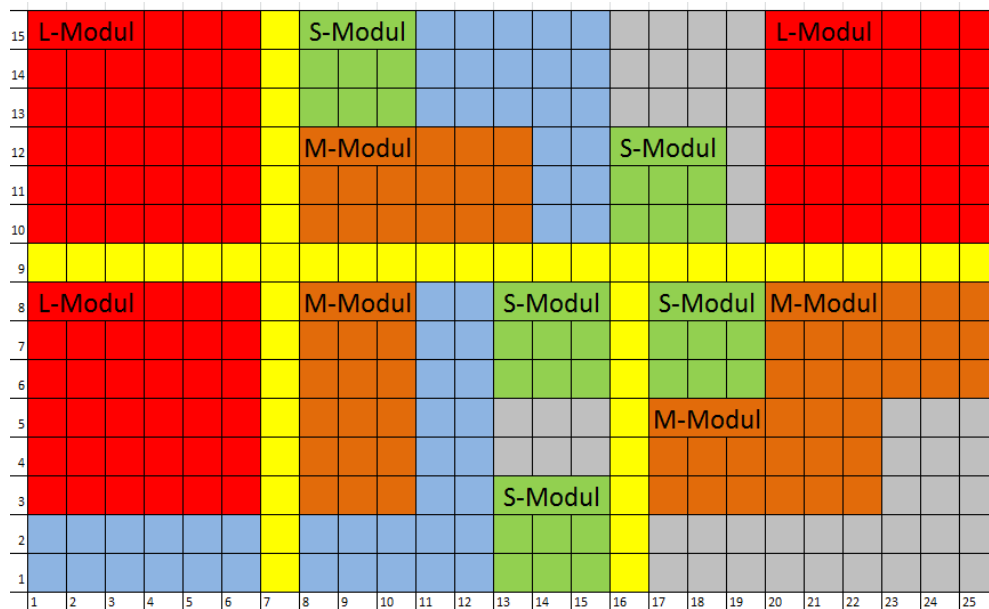 15 L-Modul S-Modul L-Modul
14
13
12 M-Modul S-Modul
11
10
9
8 L-Modul M-Modul S-Modul S-Modul M-Modul
7
6
5 M-Modul
4
3 S-Modul
2
1
1 2 3 4 5 6 7 8 9 10 11 12 13 14 15 16 17 18 19 20 21 22 23 24 25